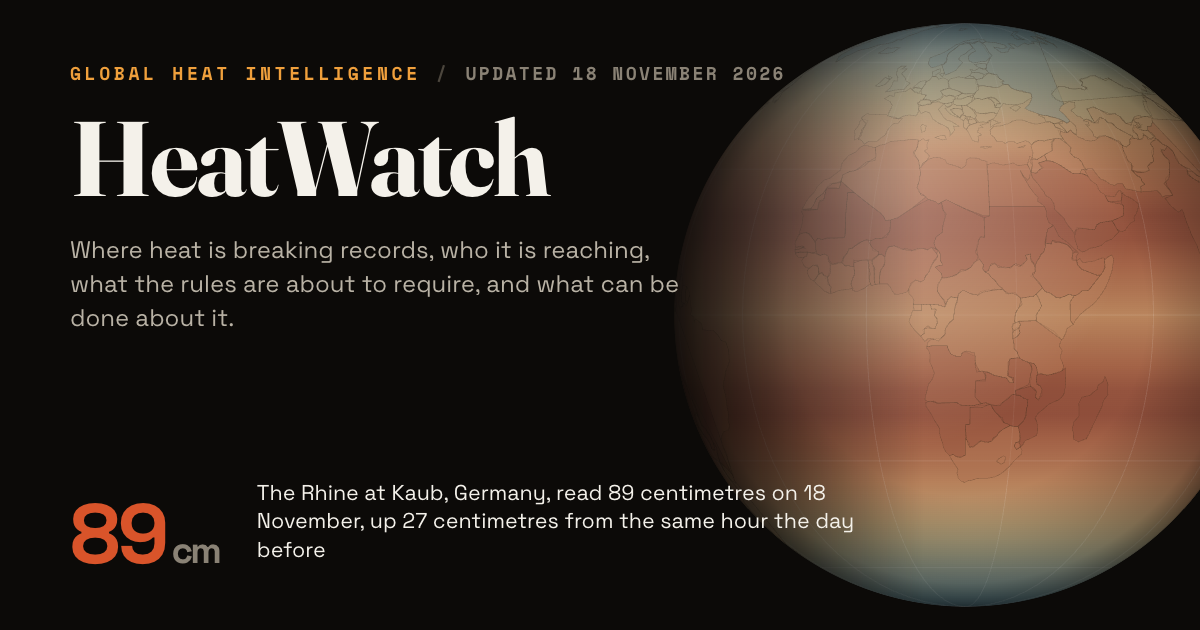 GLOBAL HEAT INTELLIGENCE / UPDATED 18 NOVEMBER 2026
HeatWatch
Where heat is breaking records, who it is reaching,
what the rules are about to require, and what can be
done about it.
89 cm
The Rhine at Kaub, Germany, read 89 centimetres on 18
November, up 27 centimetres from the same hour the day
before